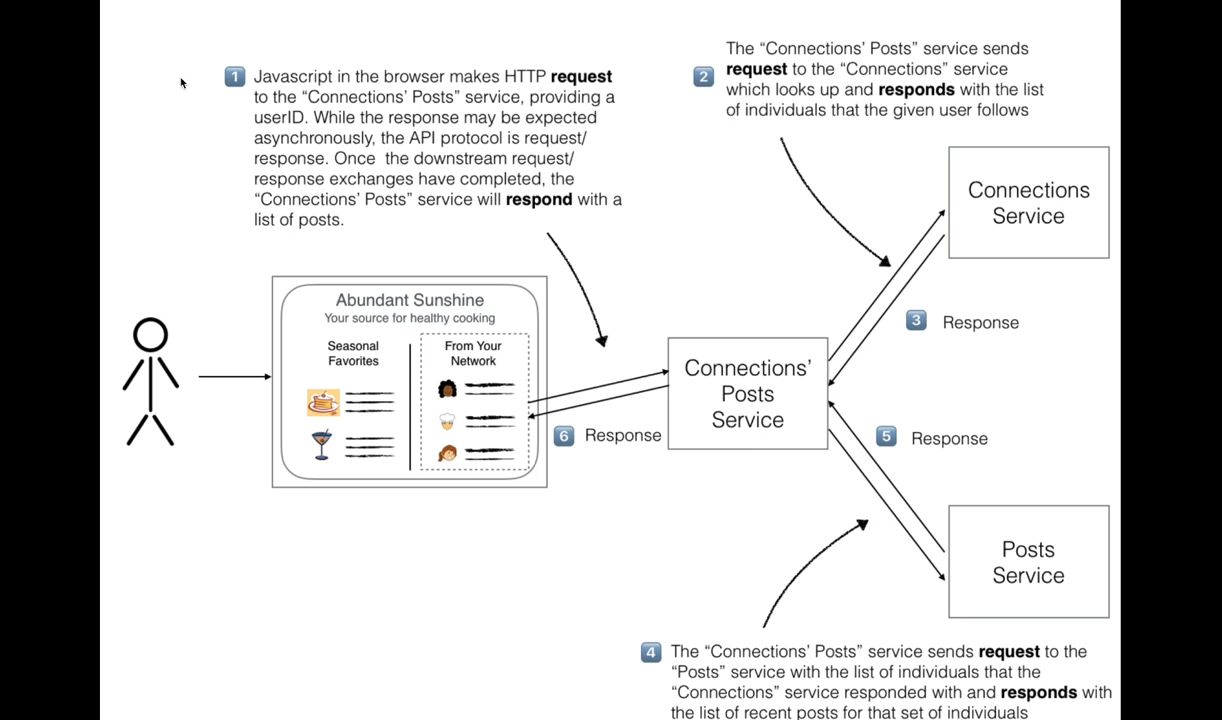 1
Javascript in the browser makes HTTP request
to the “Connections’ Posts” service, providing a
userID. While the response may be expected
asynchronously, the API protocol is request/
response. Once the downstream request/
response exchanges have completed, the
“Connections’ Posts” service will respond with a
list of posts.
2
The “Connections’ Posts” service sends
request to the “Connections” service
which looks up and responds with the list
of individuals that the given user follows
Connections
Service
3 Response
Abundant Sunshine
Your source for healthy cooking
Seasonal
Favorites
From Your
Network
Connections’
Posts
Service
6 Response
5 Response
Posts
Service
4
The “Connections’ Posts” service sends request to the
“Posts” service with the list of individuals that the
“Connections” service responded with and responds with
the list of recent posts for that set of individuals